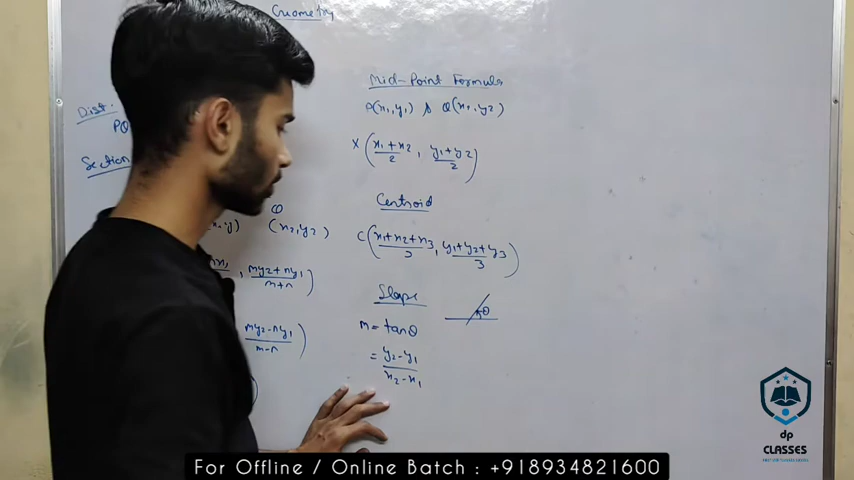 Geometry
Dist.
PQ
Section
(x2, y2)
my2+ny1
m+n
my2-ny1
m-n
Mid-Point Formula
P(x1, y1) & Q(x2, y2)
X (x1+x2/2, y1+y2/2)
Centroid
C(x1+x2+x3/3, y1+y2+y3/3)
Slope
θ
m = tanθ
= y2-y1/x2-x1
dp
CLASSES
For Offline / Online Batch : +918934821600